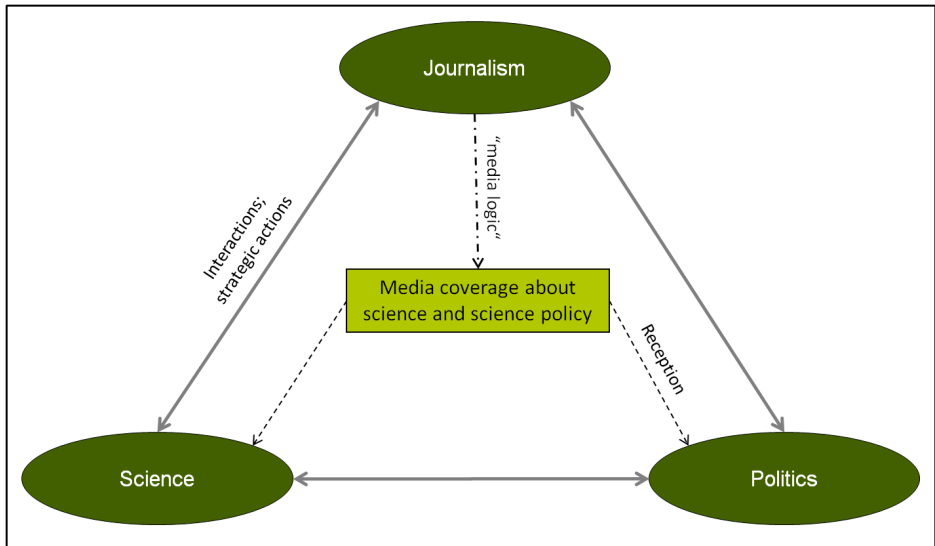 Journalism
“media logic“
Interactions;
strategic actions
Media coverage about
science and science policy
Reception
Science
Politics